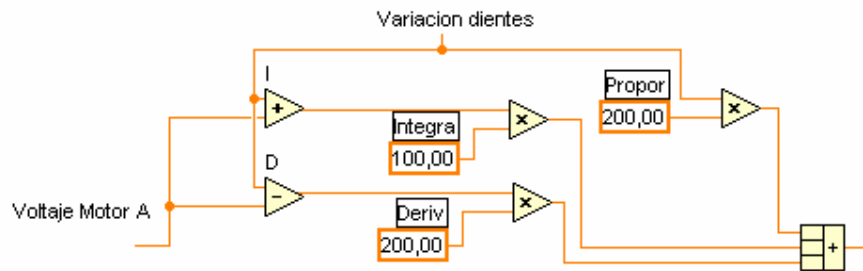 Variacion dientes
I
+
Integra
100,00
×
Propor
200,00
×
D
-
Voltaje Motor A
Deriv
200,00
×
+